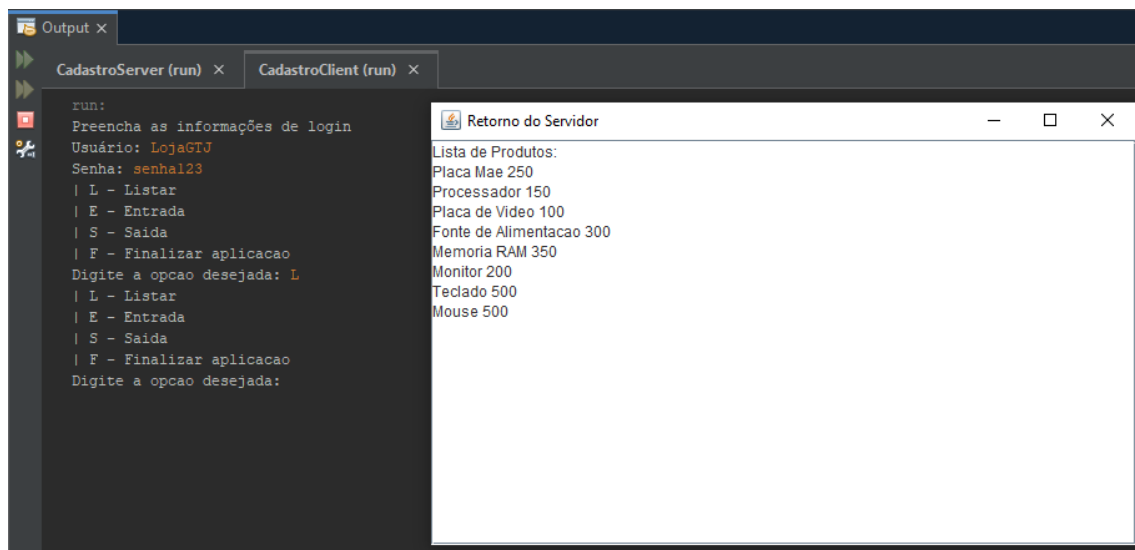 Output ×
CadastroServer (run) × CadastroClient (run) ×
run:
Preencha as informações de login
Usuário: LojaGTJ
Senha: senha123
| L - Listar
| E - Entrada
| S - Saida
| F - Finalizar aplicacao
Digite a opcao desejada: L
| L - Listar
| E - Entrada
| S - Saida
| F - Finalizar aplicacao
Digite a opcao desejada:
Retorno do Servidor
Lista de Produtos:
Placa Mae 250
Processador 150
Placa de Video 100
Fonte de Alimentacao 300
Memoria RAM 350
Monitor 200
Teclado 500
Mouse 500